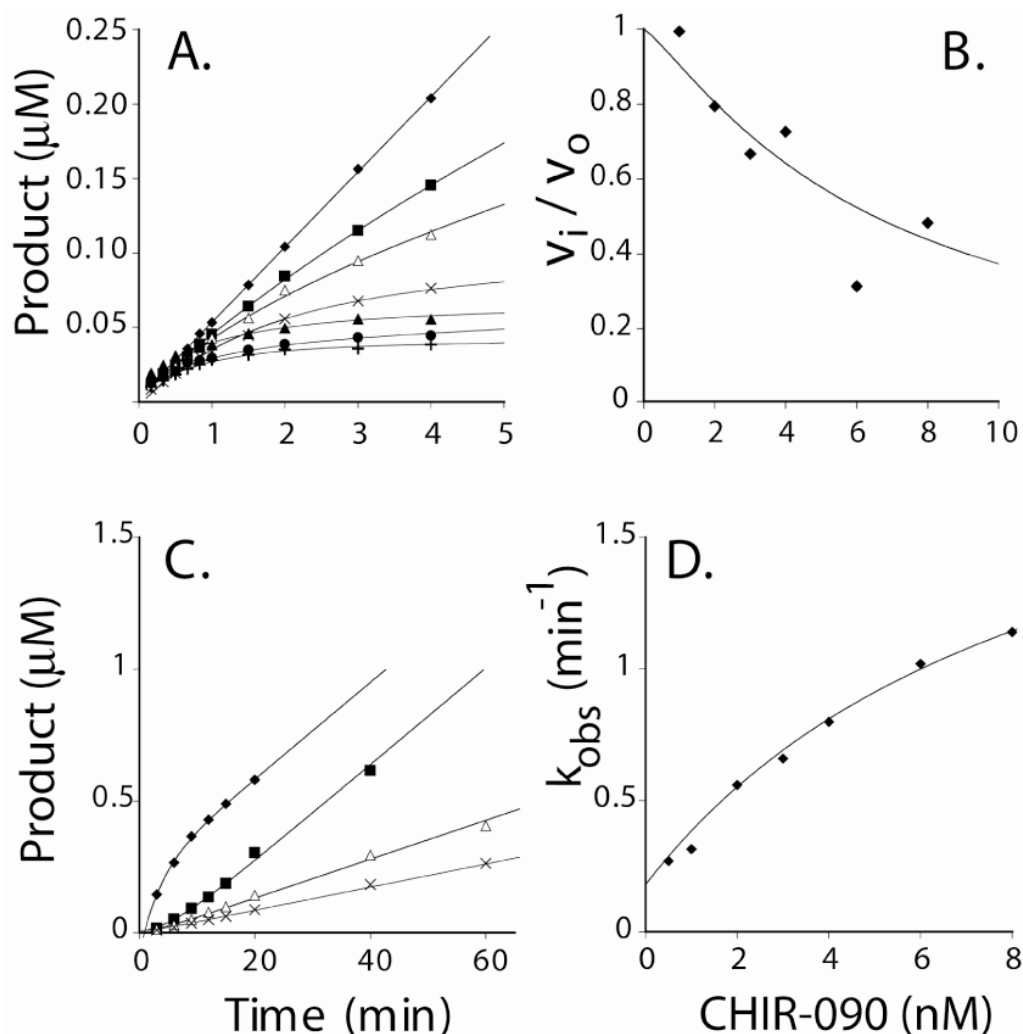 A.
Product (μM)
0.25
0.20
0.15
0.10
0.05
0 1 2 3 4 5
B.
v_i / v_o
1
0.8
0.6
0.4
0.2
0
0 2 4 6 8 10
C.
Product (μM)
1.5
1
0.5
0
0 20 40 60
Time (min)
D.
k_obs (min⁻¹)
1.5
1
0.5
0
0 2 4 6 8
CHIR-090 (nM)